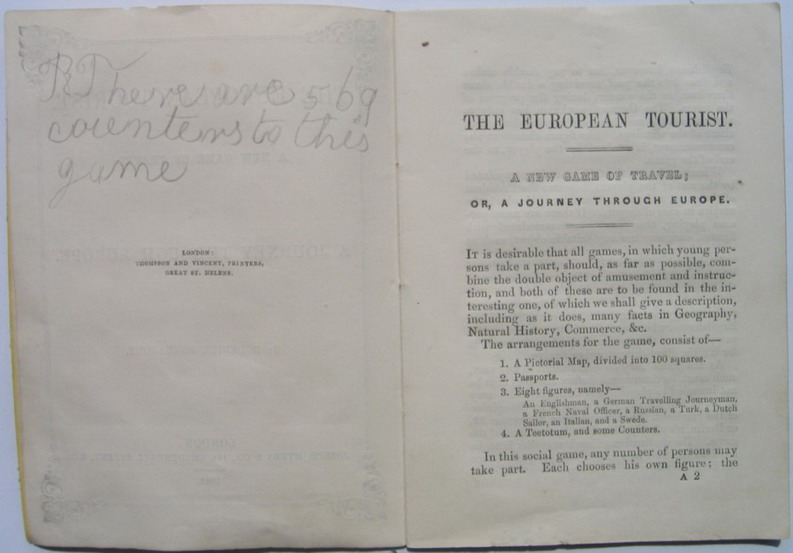 There are 569
counters to this
game
LONDON:
THOMPSON AND VINCENT, PRINTERS,
GREAT ST. HELENS.
THE EUROPEAN TOURIST.
A NEW GAME OF TRAVEL;
OR, A JOURNEY THROUGH EUROPE.
IT is desirable that all games, in which young per-
sons take a part, should, as far as possible, com-
bine the double object of amusement and instruc-
tion, and both of these are to be found in the in-
teresting one, of which we shall give a description,
including as it does, many facts in Geography,
Natural History, Commerce, &c.
The arrangements for the game, consist of—
1. A Pictorial Map, divided into 100 squares.
2. Passports.
3. Eight figures, namely—
An Englishman, a German Travelling Journeyman,
a French Naval Officer, a Russian, a Turk, a Dutch
Sailor, an Italian, and a Swede.
4. A Teetotum, and some Counters.
In this social game, any number of persons may
take part. Each chooses his own figure; the
A 2